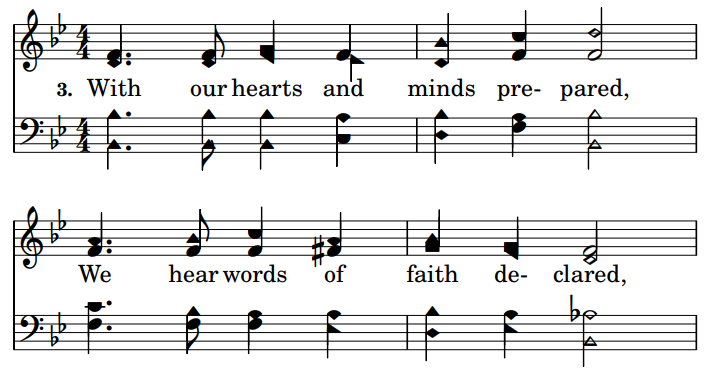 3. With our hearts and minds pre- pared,
We hear words of faith de- clared,